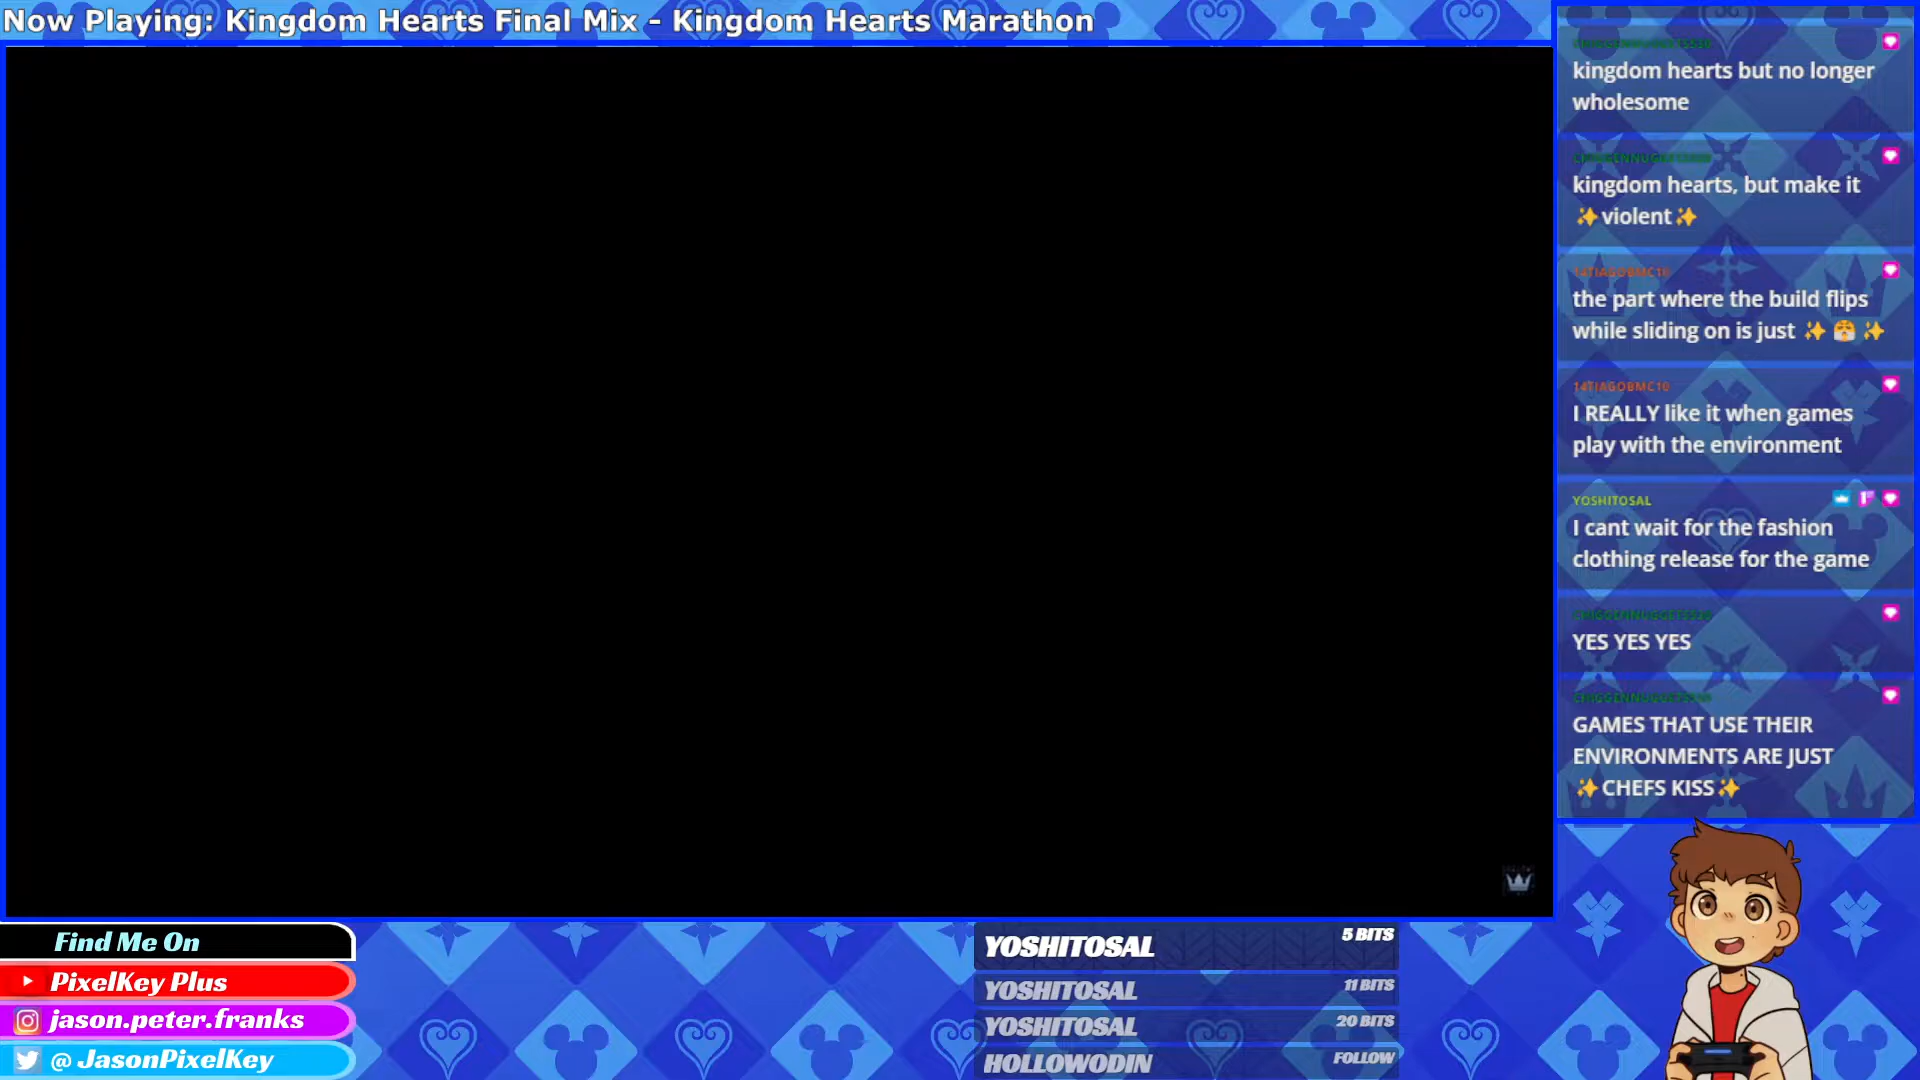 Now Playing: Kingdom Hearts Final Mix - Kingdom Hearts Marathon
kingdom hearts but no longer
wholesome
kingdom hearts, but make it
✨violent✨
14TIAGOBMC10
the part where the build flips
while sliding on is just ✨😤✨
14TIAGOBMC10
I REALLY like it when games
play with the environment
YOSHITOSAL
I cant wait for the fashion
clothing release for the game
YES YES YES
GAMES THAT USE THEIR
ENVIRONMENTS ARE JUST
✨CHEFS KISS✨
Find Me On
PixelKey Plus
jason.peter.franks
@JasonPixelKey
YOSHITOSAL 5 BITS
YOSHITOSAL 11 BITS
YOSHITOSAL 20 BITS
HOLLOWODIN FOLLOW